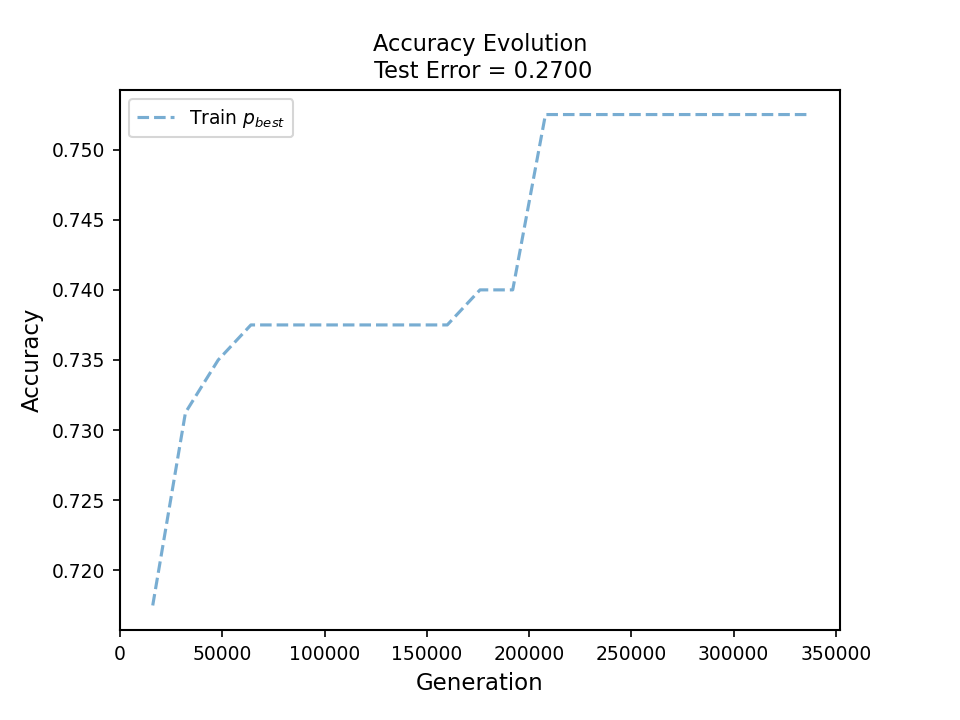 Accuracy Evolution
Test Error = 0.2700
Train p_best
0.750
0.745
0.740
0.735
0.730
0.725
0.720
Accuracy
0 50000 100000 150000 200000 250000 300000 350000
Generation